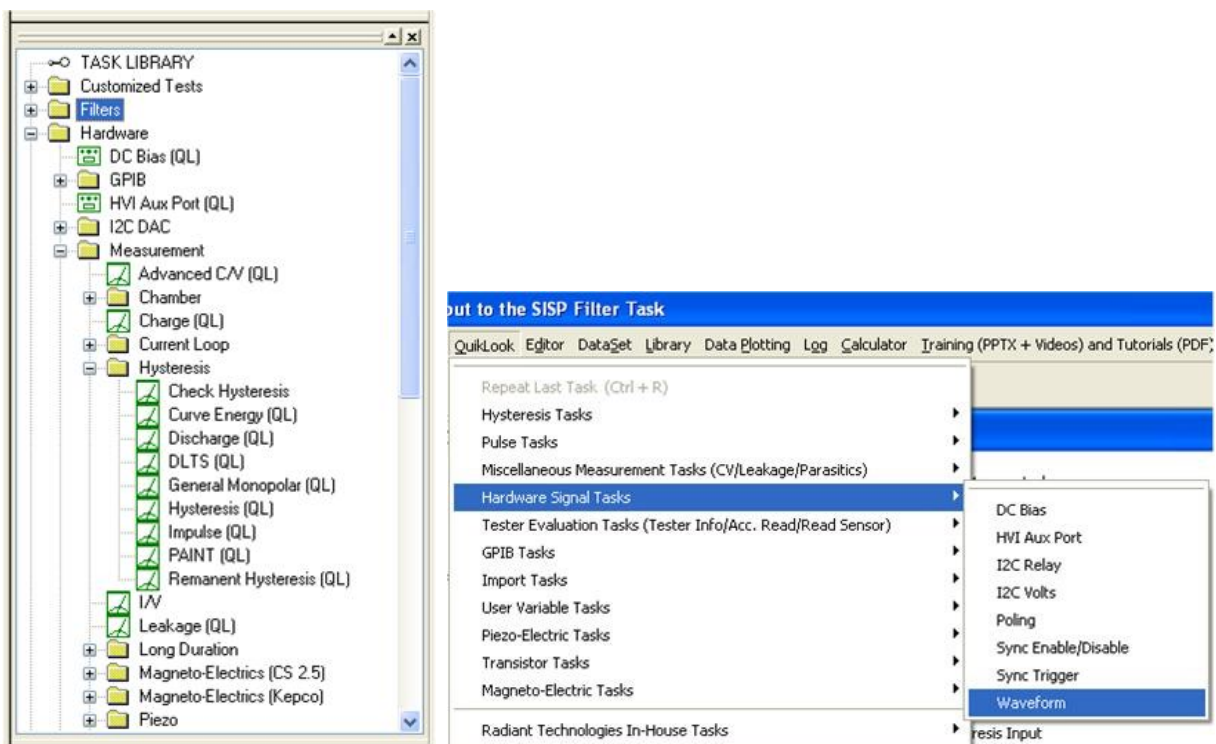 TASK LIBRARY
Customized Tests
Filters
Hardware
DC Bias (QL)
GPIB
HVI Aux Port (QL)
I2C DAC
Measurement
Advanced C/V (QL)
Chamber
Charge (QL)
Current Loop
Hysteresis
Check Hysteresis
Curve Energy (QL)
Discharge (QL)
DLTS (QL)
General Monopolar (QL)
Hysteresis (QL)
Impulse (QL)
PAINT (QL)
Remanent Hysteresis (QL)
I/V
Leakage (QL)
Long Duration
Magneto-Electrics (CS 2.5)
Magneto-Electrics (Kepco)
Piezo
out to the SISP Filter Task
QuikLook Editor DataSet Library Data Plotting Log Calculator Training (PPTX + Videos) and Tutorials (PDF)
Repeat Last Task (Ctrl + R)
Hysteresis Tasks
Pulse Tasks
Miscellaneous Measurement Tasks (CV/Leakage/Parasitics)
Hardware Signal Tasks
Tester Evaluation Tasks (Tester Info/Acc. Read/Read Sensor)
GPIB Tasks
Import Tasks
User Variable Tasks
Piezo-Electric Tasks
Transistor Tasks
Magneto-Electric Tasks
Radiant Technologies In-House Tasks
DC Bias
HVI Aux Port
I2C Relay
I2C Volts
Poling
Sync Enable/Disable
Sync Trigger
Waveform
resis Input